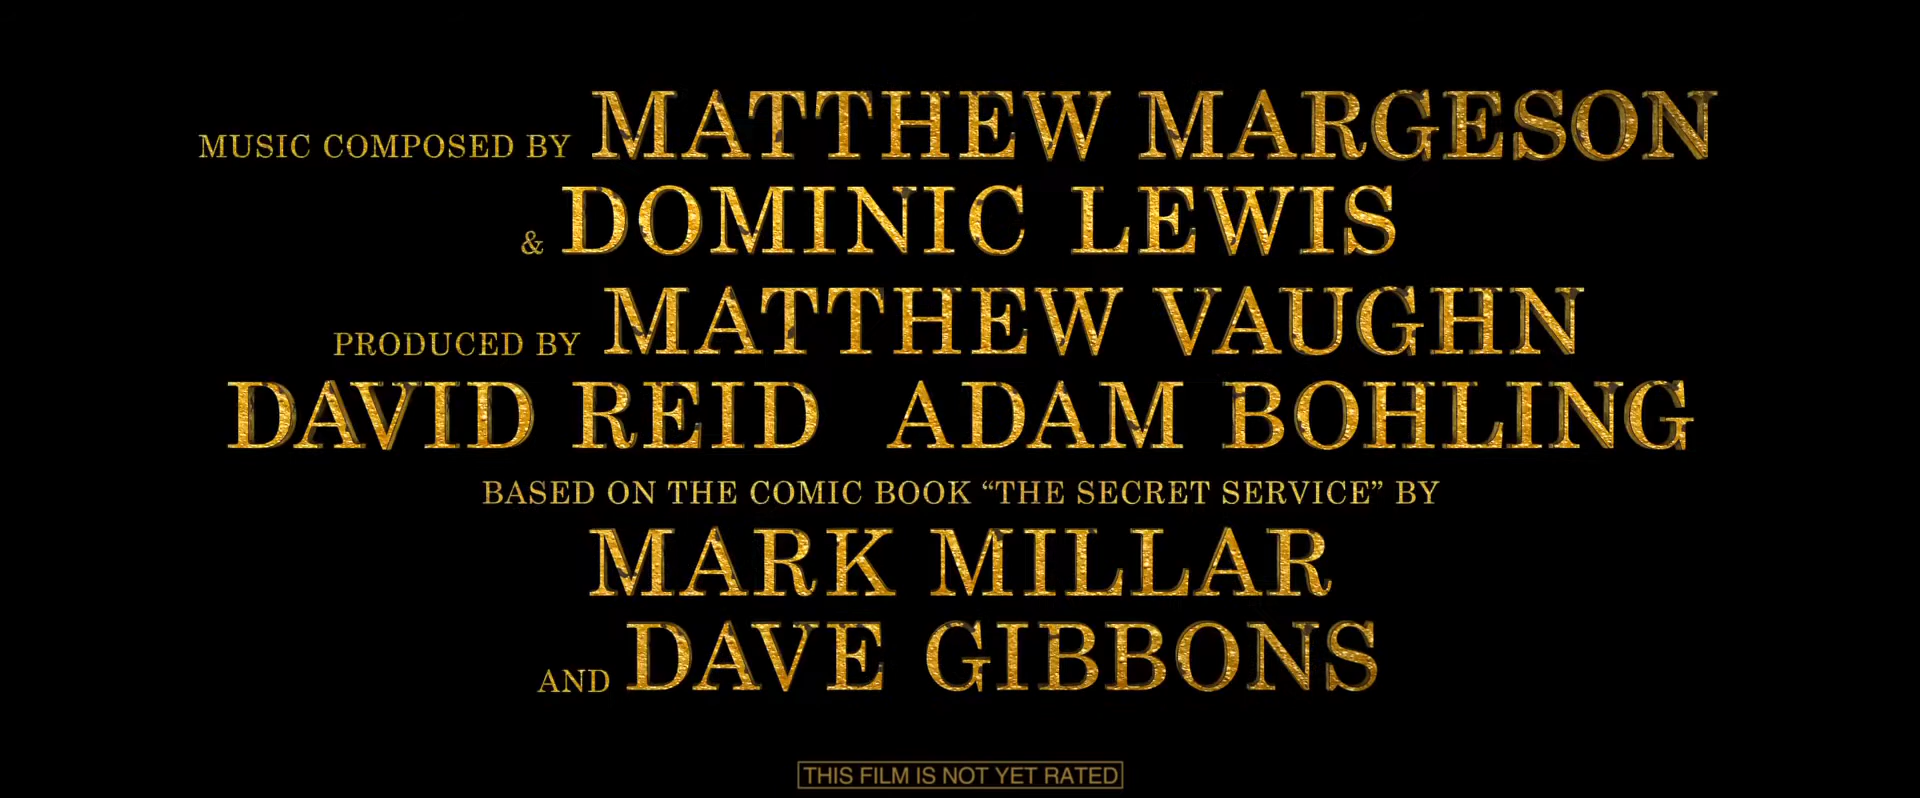 MUSIC COMPOSED BY MATTHEW MARGESON
& DOMINIC LEWIS
PRODUCED BY MATTHEW VAUGHN
DAVID REID ADAM BOHLING
BASED ON THE COMIC BOOK “THE SECRET SERVICE” BY
MARK MILLAR
AND DAVE GIBBONS
THIS FILM IS NOT YET RATED